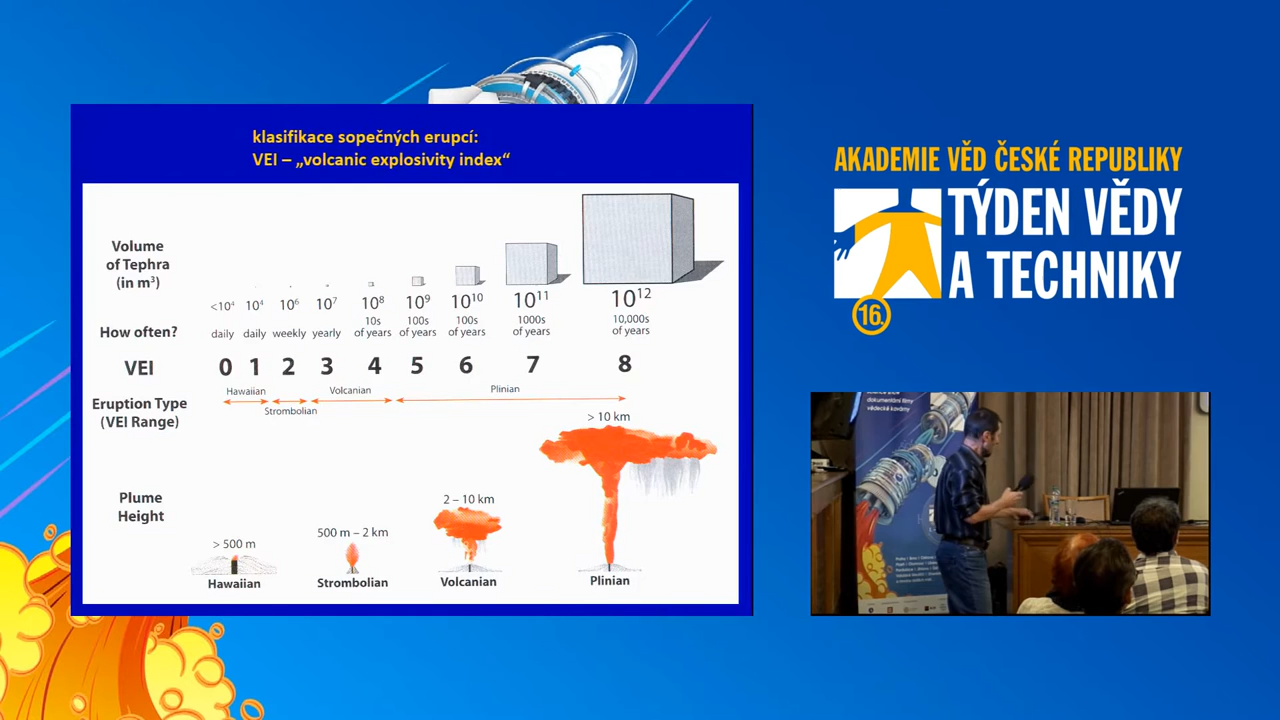 klasifikace sopečných erupcí:
VEI – „volcanic explosivity index“
Volume
of Tephra
(in m³)
<10⁴ 10⁴ 10⁶ 10⁷ 10⁸ 10⁹ 10¹⁰ 10¹¹ 10¹²
How often?
daily daily weekly yearly 10s of years 100s of years 100s of years 1000s of years 10,000s of years
VEI 0 1 2 3 4 5 6 7 8
Hawaiian Volcanian Plinian
Strombolian
Eruption Type
(VEI Range)
> 10 km
Plume
Height
2 – 10 km
500 m – 2 km
> 500 m
Hawaiian Strombolian Volcanian Plinian
AKADEMIE VĚD ČESKÉ REPUBLIKY
TÝDEN VĚDY
A TECHNIKY
16.
dokumentární filmy
vědecké kavárny